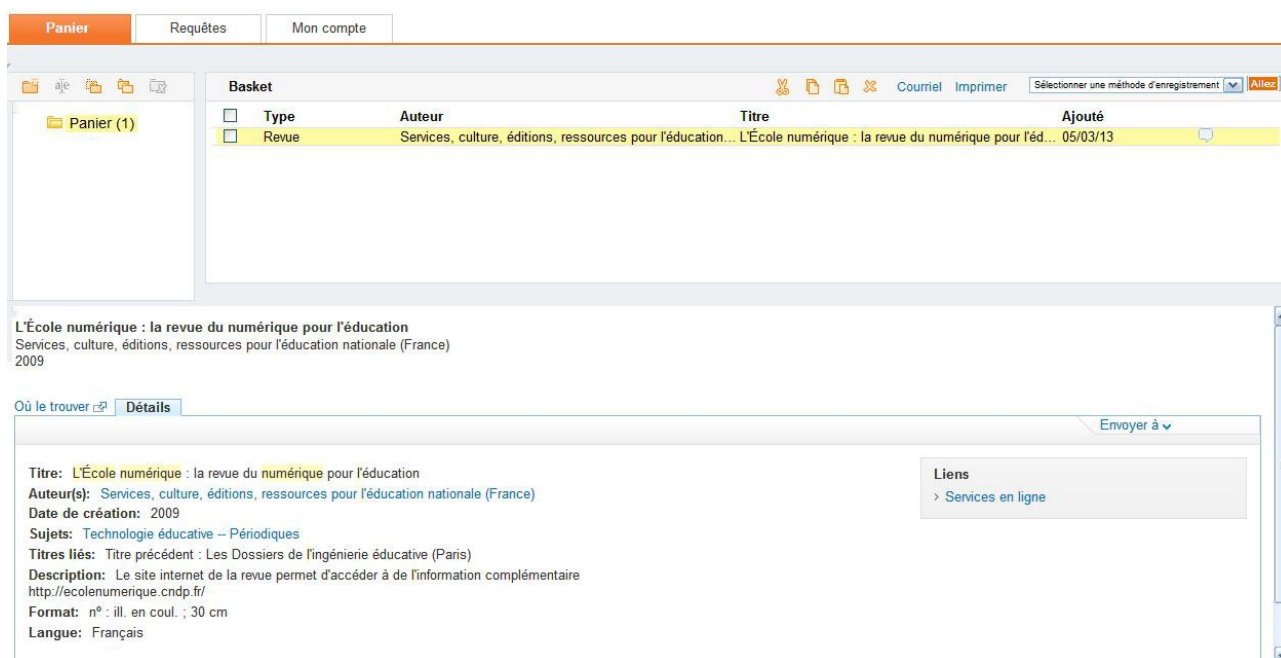 Panier Requêtes Mon compte
Basket Courriel Imprimer Sélectionner une méthode d'enregistrement Allez
Panier (1)
Type Auteur Titre Ajouté
Revue Services, culture, éditions, ressources pour l'éducation... L'École numérique : la revue du numérique pour l'éd... 05/03/13
L'École numérique : la revue du numérique pour l'éducation
Services, culture, éditions, ressources pour l'éducation nationale (France)
2009
Où le trouver Détails
Envoyer à
Titre: L'École numérique : la revue du numérique pour l'éducation
Auteur(s): Services, culture, éditions, ressources pour l'éducation nationale (France)
Date de création: 2009
Sujets: Technologie éducative -- Périodiques
Titres liés: Titre précédent : Les Dossiers de l'ingénierie éducative (Paris)
Description: Le site internet de la revue permet d'accéder à de l'information complémentaire
http://ecolenumerique.cndp.fr/
Format: nº : ill. en coul. ; 30 cm
Langue: Français
Liens
› Services en ligne